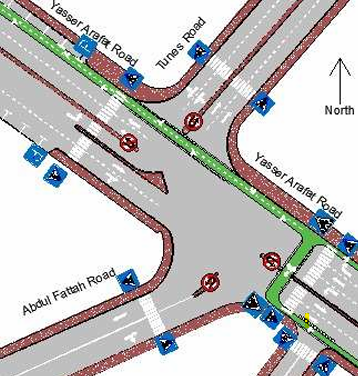 Yasser Arafat Road
Tunes Road
North
Yasser Arafat Road
Abdul Fattah Road